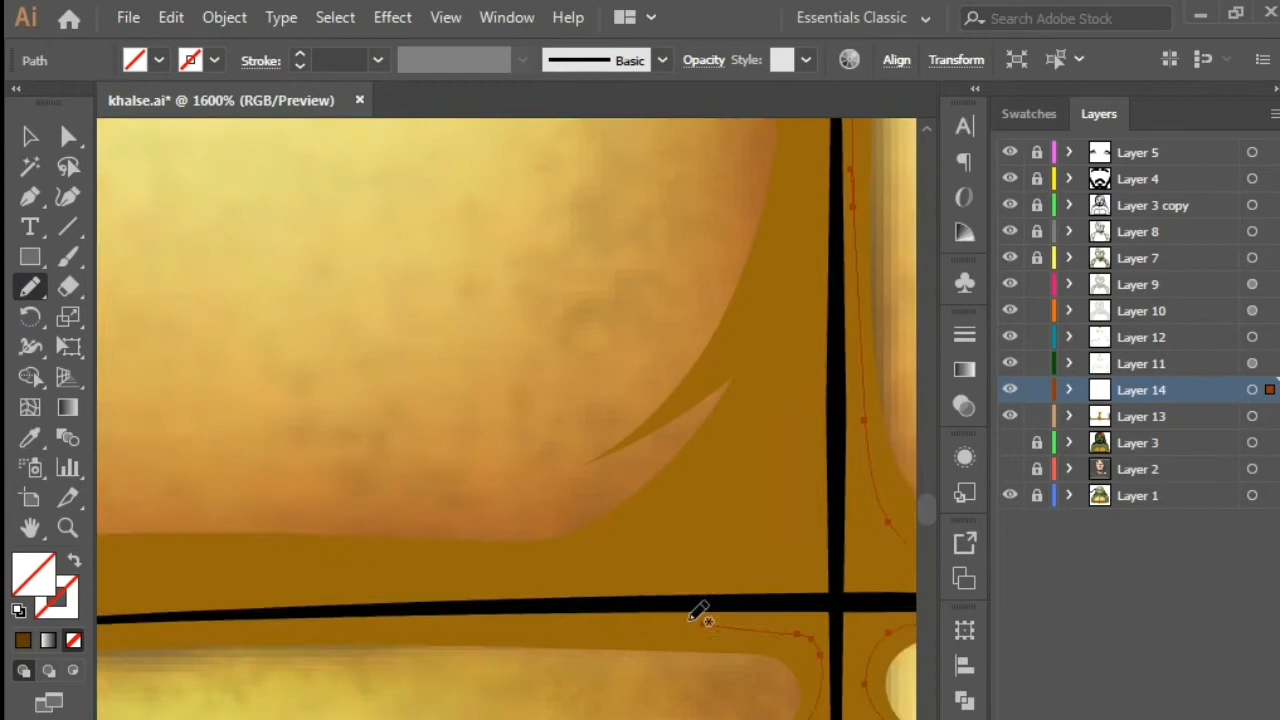 Ai File Edit Object Type Select Effect View Window Help Essentials Classic Search Adobe Stock
Path Stroke: Basic Opacity Style: Align Transform
khalse.ai* @ 1600% (RGB/Preview) ×
Swatches Layers
Layer 5
Layer 4
Layer 3 copy
Layer 8
Layer 7
Layer 9
Layer 10
Layer 12
Layer 11
Layer 14
Layer 13
Layer 3
Layer 2
Layer 1